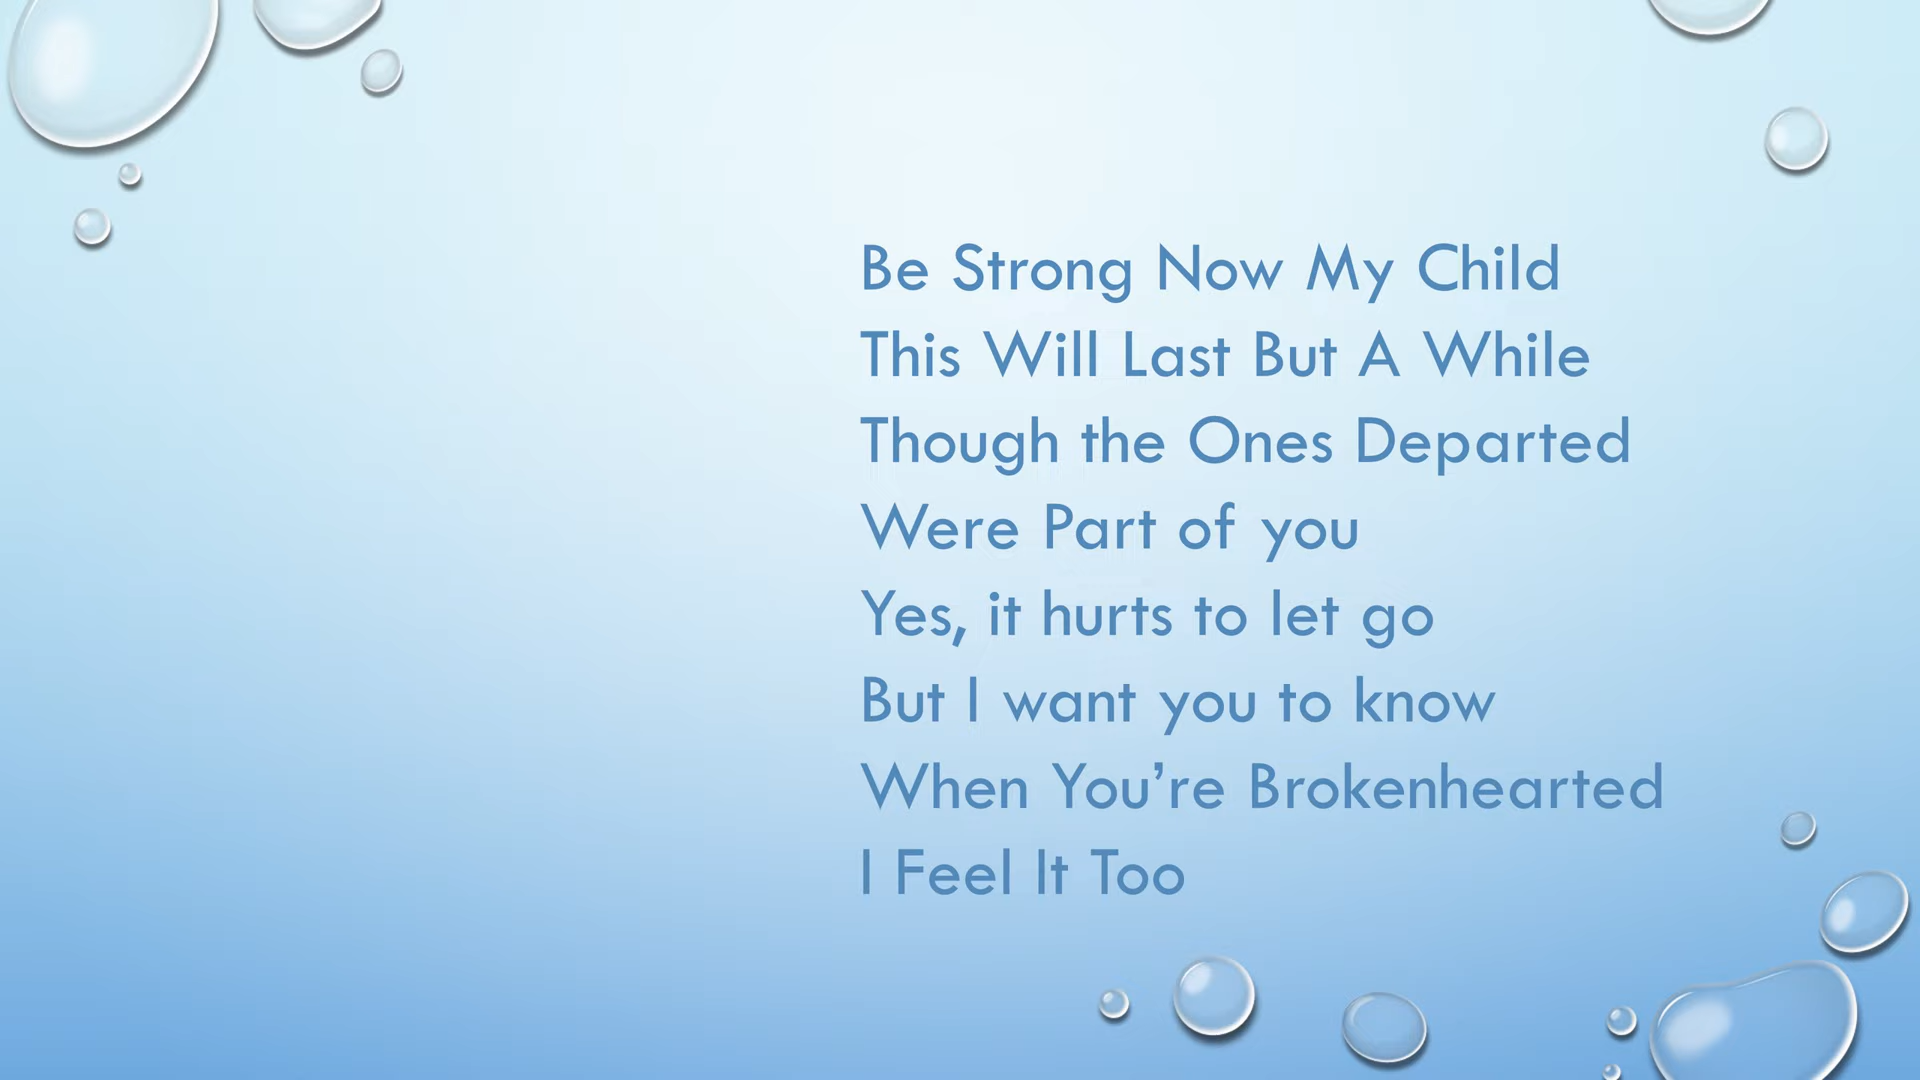 Be Strong Now My Child
This Will Last But A While
Though the Ones Departed
Were Part of you
Yes, it hurts to let go
But I want you to know
When You’re Brokenhearted
I Feel It Too